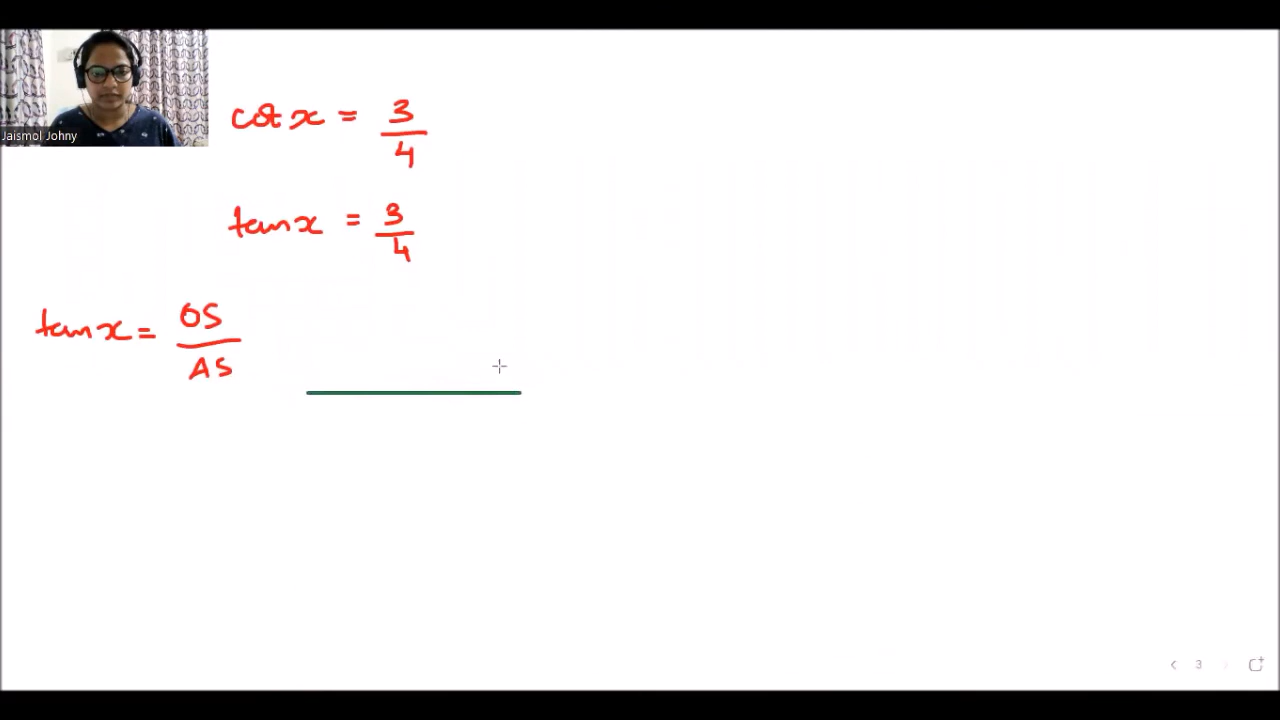 Jaismol Johny
cot x = 3/4
tan x = 3/4
tan x = OS/AS
3